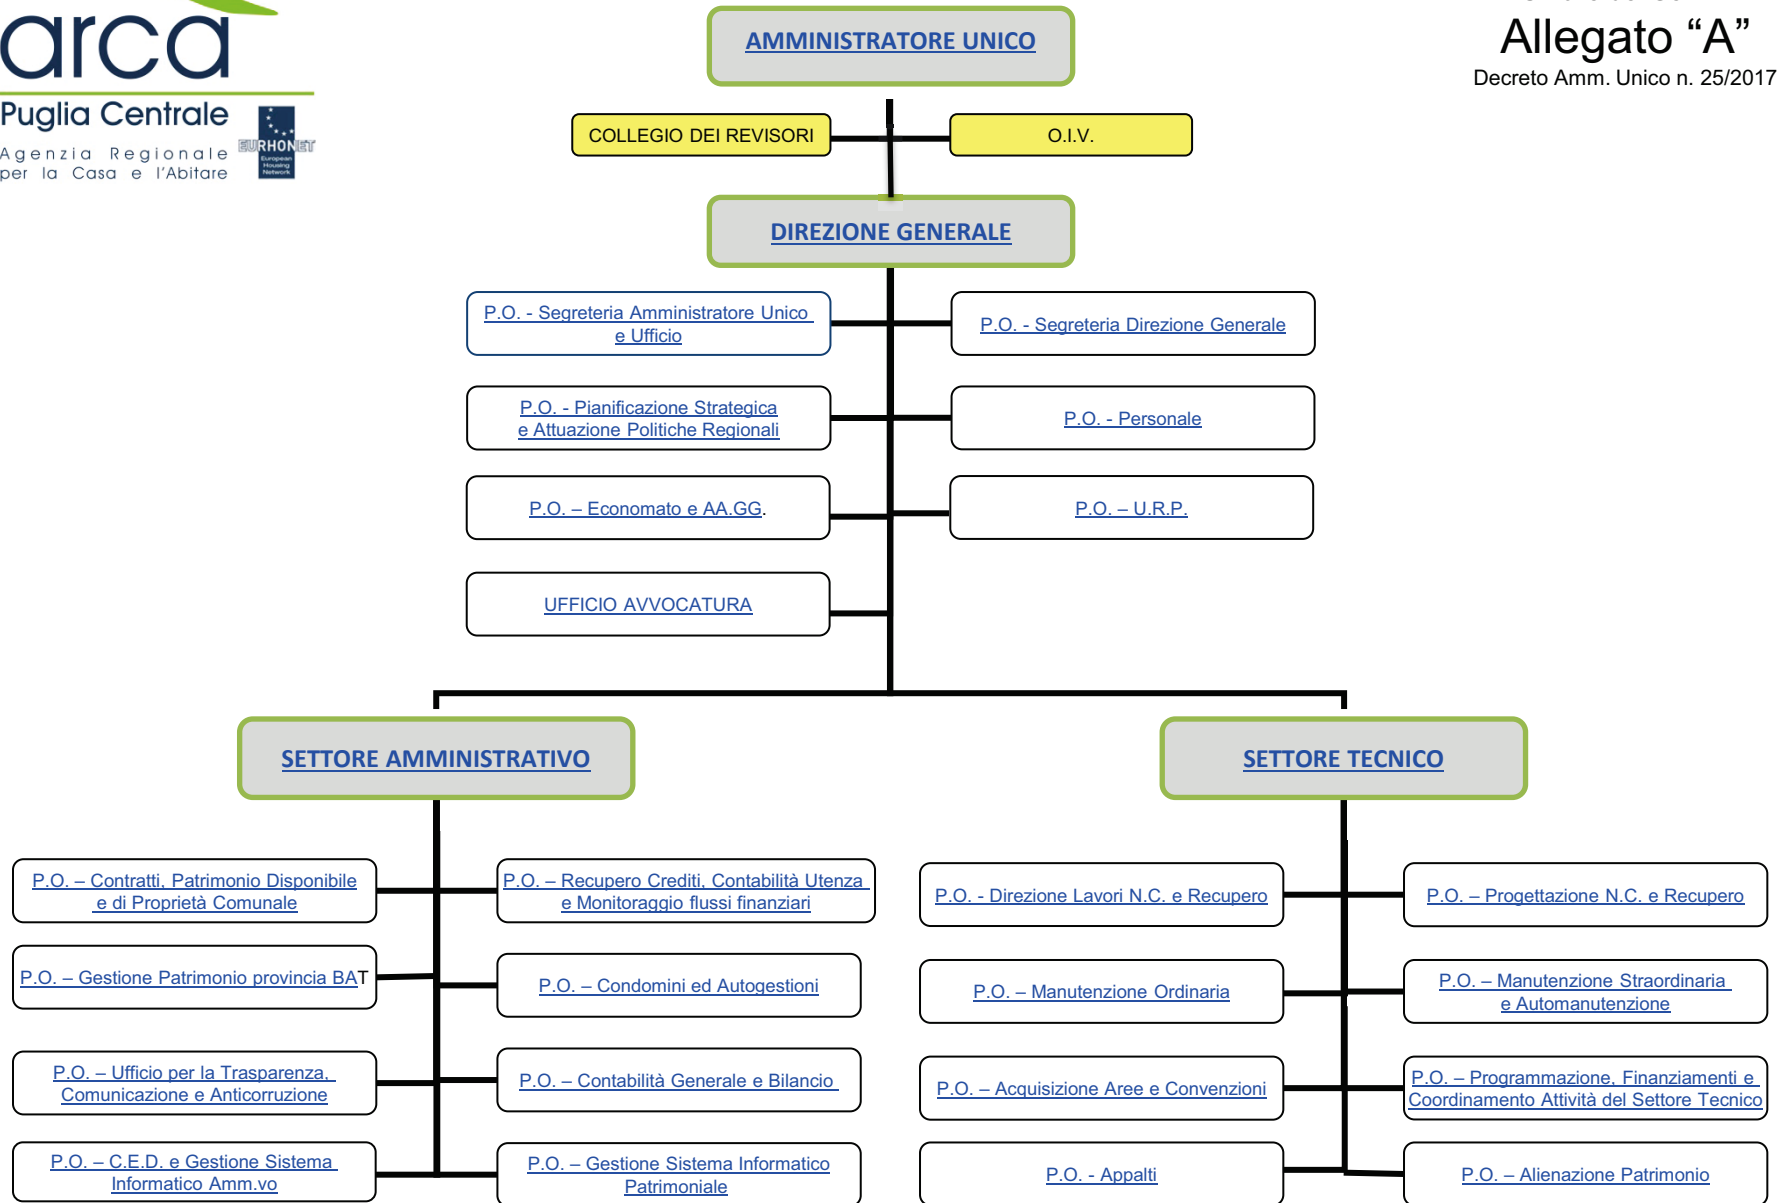 arca
Puglia Centrale
Agenzia Regionale
per la Casa e l'Abitare
EURHONET
European
Housing
Network
Allegato “A”
Decreto Amm. Unico n. 25/2017
AMMINISTRATORE UNICO
COLLEGIO DEI REVISORI
O.I.V.
DIREZIONE GENERALE
P.O. - Segreteria Amministratore Unico
e Ufficio
P.O. - Segreteria Direzione Generale
P.O. - Pianificazione Strategica
e Attuazione Politiche Regionali
P.O. - Personale
P.O. – Economato e AA.GG.
P.O. – U.R.P.
UFFICIO AVVOCATURA
SETTORE AMMINISTRATIVO
SETTORE TECNICO
P.O. – Contratti, Patrimonio Disponibile
e di Proprietà Comunale
P.O. – Recupero Crediti, Contabilità Utenza
e Monitoraggio flussi finanziari
P.O. - Direzione Lavori N.C. e Recupero
P.O. – Progettazione N.C. e Recupero
P.O. – Gestione Patrimonio provincia BAT
P.O. – Condomini ed Autogestioni
P.O. – Manutenzione Ordinaria
P.O. – Manutenzione Straordinaria
e Automanutenzione
P.O. – Ufficio per la Trasparenza,
Comunicazione e Anticorruzione
P.O. – Contabilità Generale e Bilancio
P.O. – Acquisizione Aree e Convenzioni
P.O. – Programmazione, Finanziamenti e
Coordinamento Attività del Settore Tecnico
P.O. – C.E.D. e Gestione Sistema
Informatico Amm.vo
P.O. – Gestione Sistema Informatico
Patrimoniale
P.O. - Appalti
P.O. – Alienazione Patrimonio